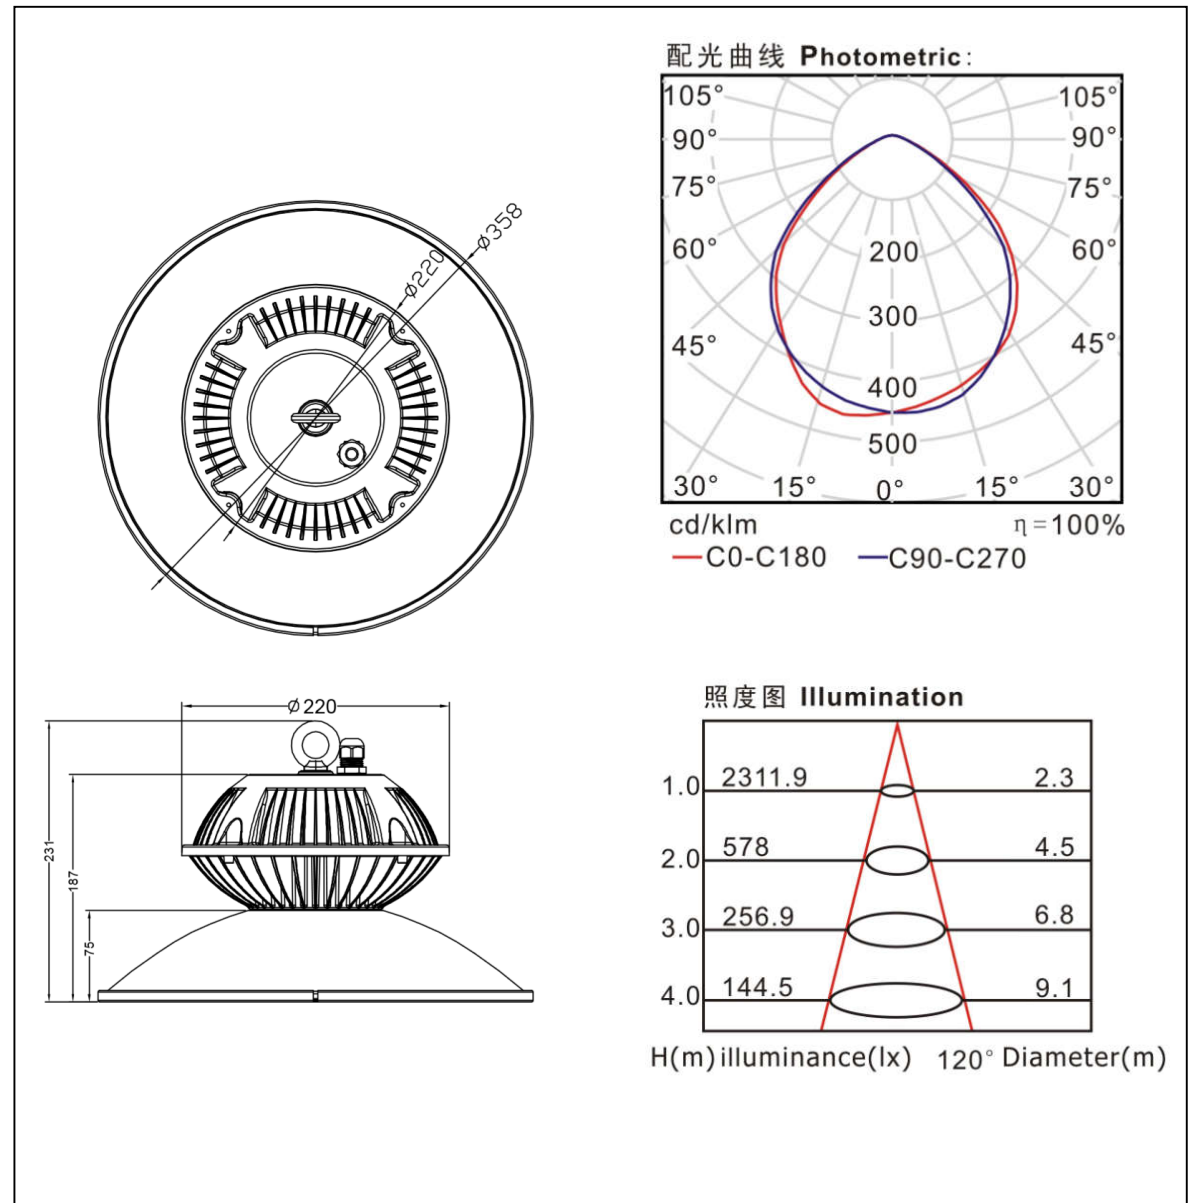 配光曲线 Photometric:
105° 105°
90° 90°
75° 75°
60° 60°
200
300
45° 45°
400
500
30° 15° 0° 15° 30°
cd/klm η=100%
C0-C180 C90-C270
ϕ358
ϕ220
ϕ220
231
187
75
照度图 Illumination
1.0 2311.9 2.3
2.0 578 4.5
3.0 256.9 6.8
4.0 144.5 9.1
H(m) illuminance(lx) 120° Diameter(m)